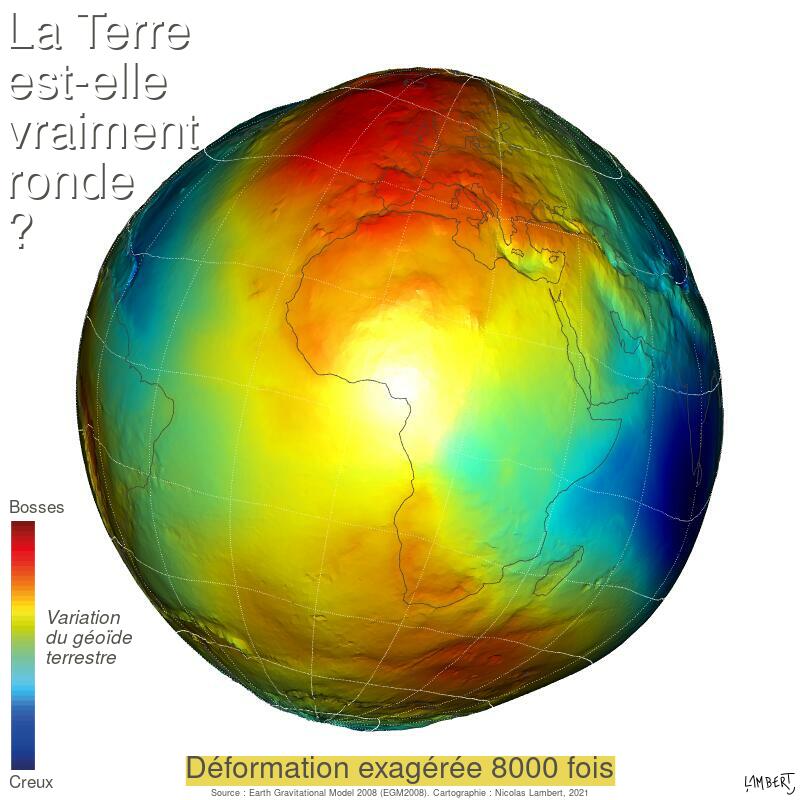 La Terre
est-elle
vraiment
ronde
?
Bosses
Variation
du géoïde
terrestre
Creux
Déformation exagérée 8000 fois
Source : Earth Gravitational Model 2008 (EGM2008). Cartographie : Nicolas Lambert, 2021
LAMBERT